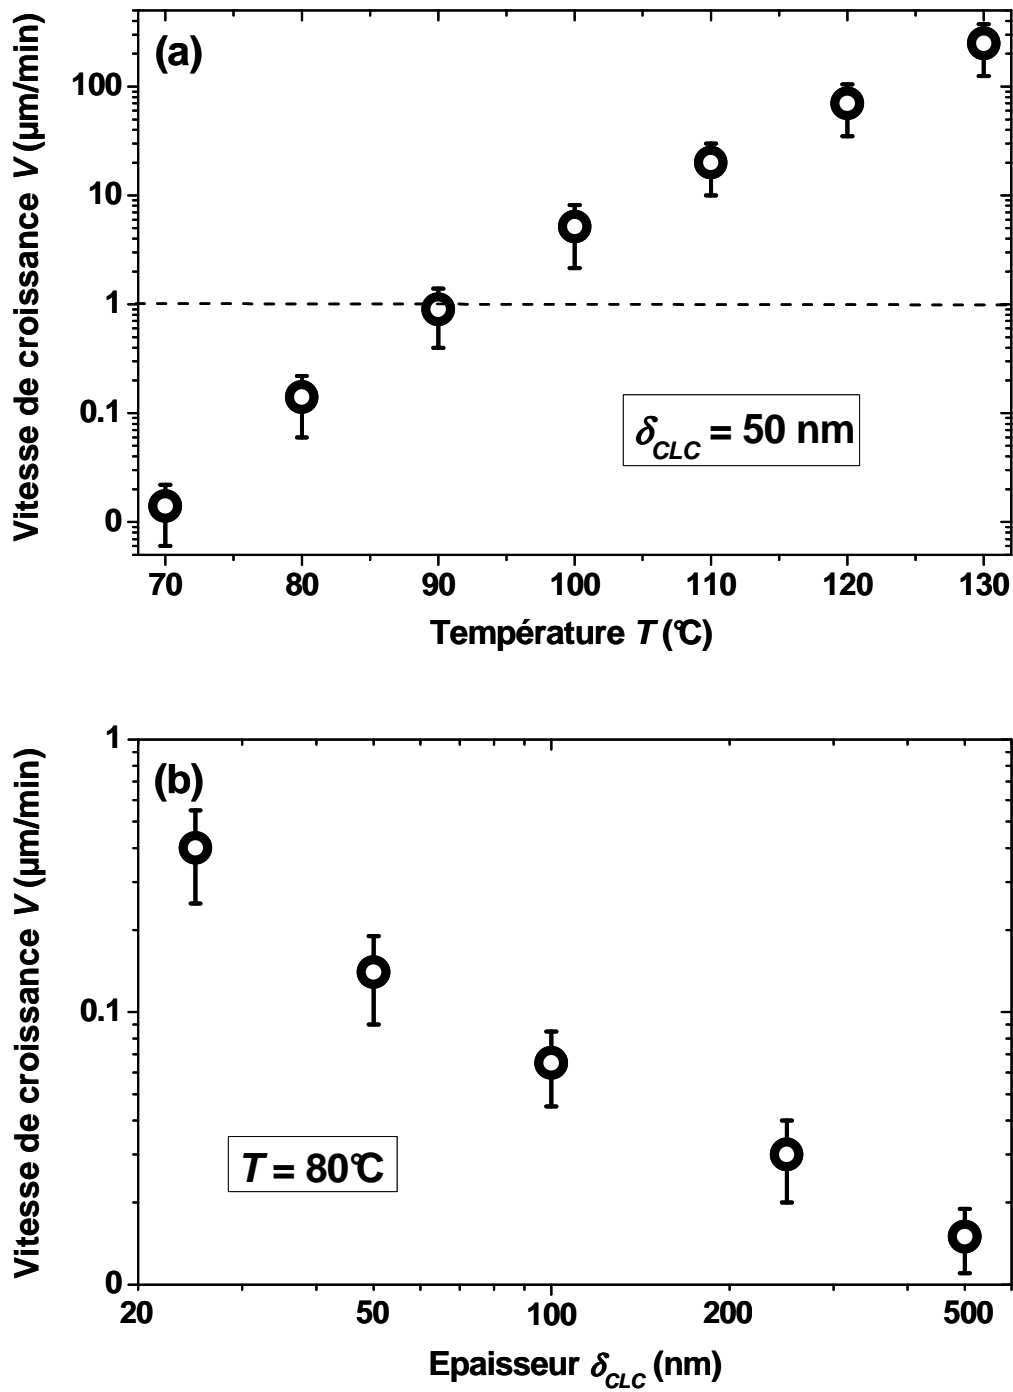 (a)
Vitesse de croissance V (µm/min)
100
10
1
0.1
0
δCLC = 50 nm
70 80 90 100 110 120 130
Température T (°C)
(b)
Vitesse de croissance V (µm/min)
1
0.1
0
T = 80°C
20 50 100 200 500
Epaisseur δCLC (nm)